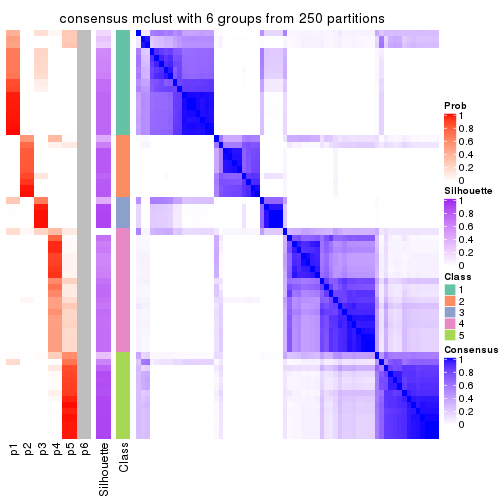 consensus mclust with 6 groups from 250 partitions
Prob
1
0.8
0.6
0.4
0.2
0
Silhouette
1
0.8
0.6
0.4
0.2
0
Class
1
2
3
4
5
Consensus
1
0.8
0.6
0.4
0.2
0
p1
p2
p3
p4
p5
p6
Silhouette
Class